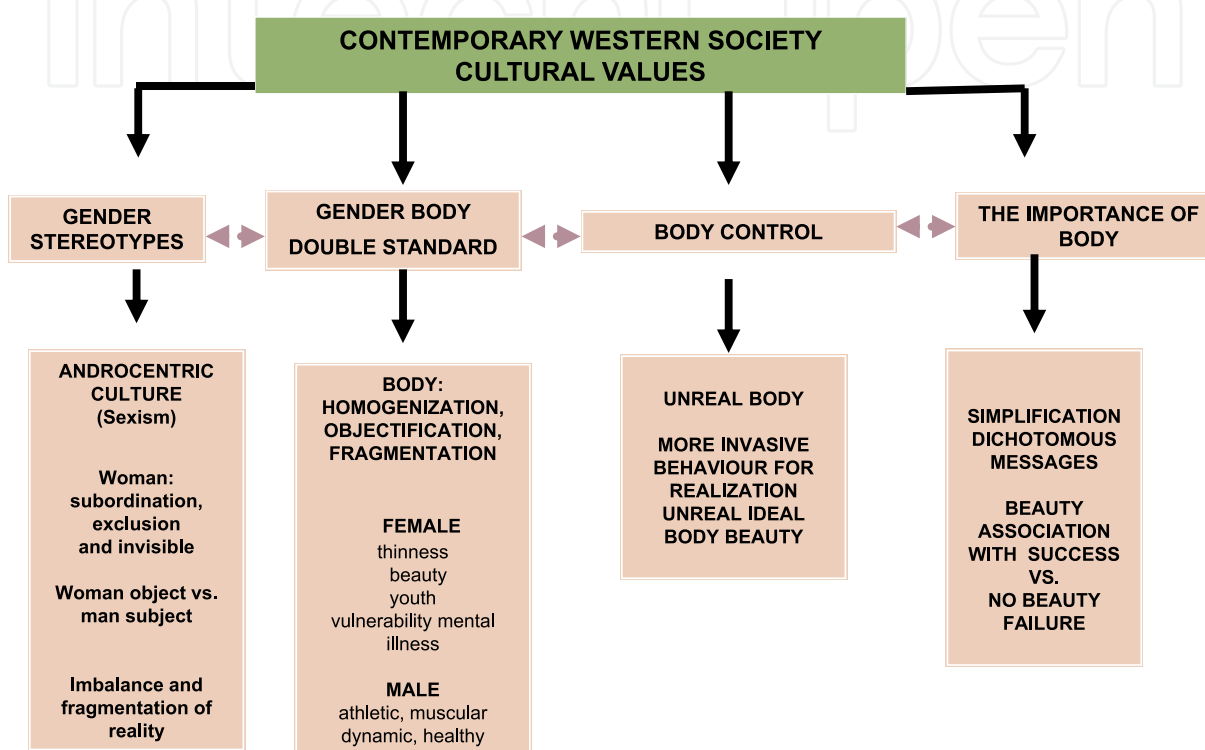 IntechOpen
CONTEMPORARY WESTERN SOCIETY
CULTURAL VALUES
GENDER
STEREOTYPES
GENDER BODY
DOUBLE STANDARD
BODY CONTROL
THE IMPORTANCE OF
BODY
ANDROCENTRIC
CULTURE
(Sexism)
Woman:
subordination,
exclusion
and invisible
Woman object vs.
man subject
Imbalance and
fragmentation of
reality
BODY:
HOMOGENIZATION,
OBJECTIFICATION,
FRAGMENTATION
FEMALE
thinness
beauty
youth
vulnerability mental
illness
MALE
athletic, muscular
dynamic, healthy
UNREAL BODY
MORE INVASIVE
BEHAVIOUR FOR
REALIZATION
UNREAL IDEAL
BODY BEAUTY
SIMPLIFICATION
DICHOTOMOUS
MESSAGES
BEAUTY
ASSOCIATION
WITH SUCCESS
VS.
NO BEAUTY
FAILURE